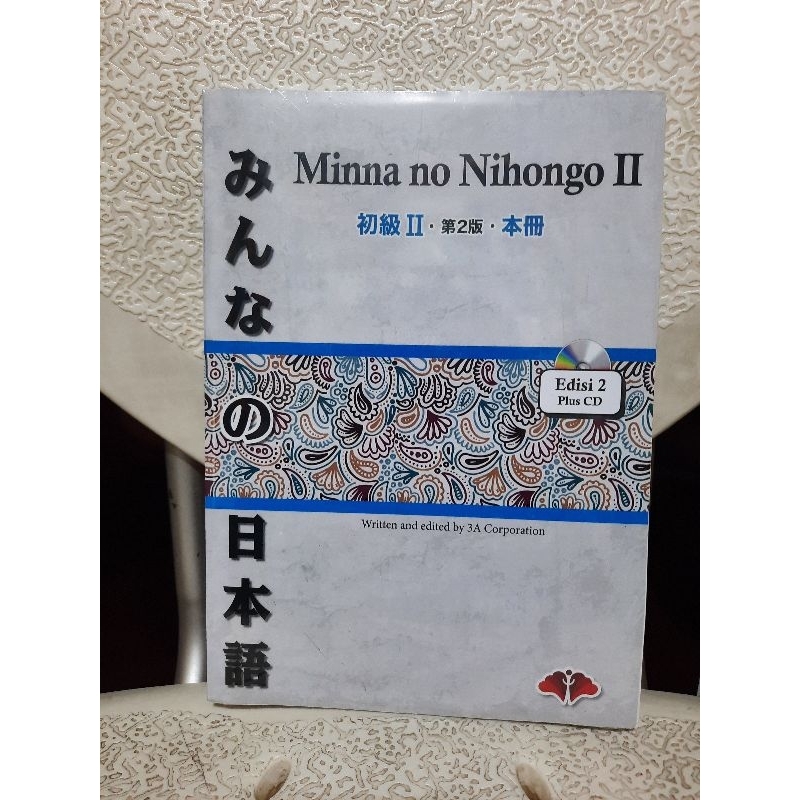 みんなの日本語
Minna no Nihongo II
初級 II・第2版・本冊
Edisi 2
Plus CD
Written and edited by 3A Corporation